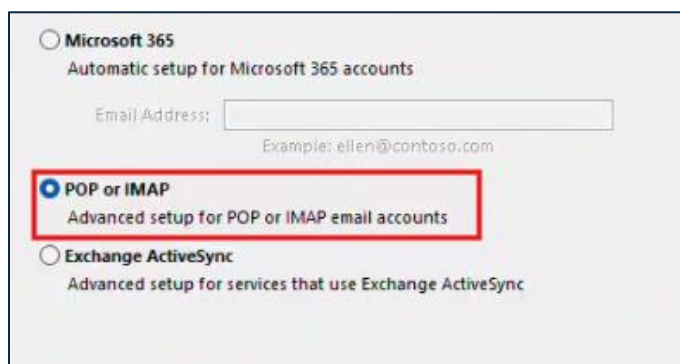 Microsoft 365
Automatic setup for Microsoft 365 accounts
Email Address:
Example: ellen@contoso.com
POP or IMAP
Advanced setup for POP or IMAP email accounts
Exchange ActiveSync
Advanced setup for services that use Exchange ActiveSync